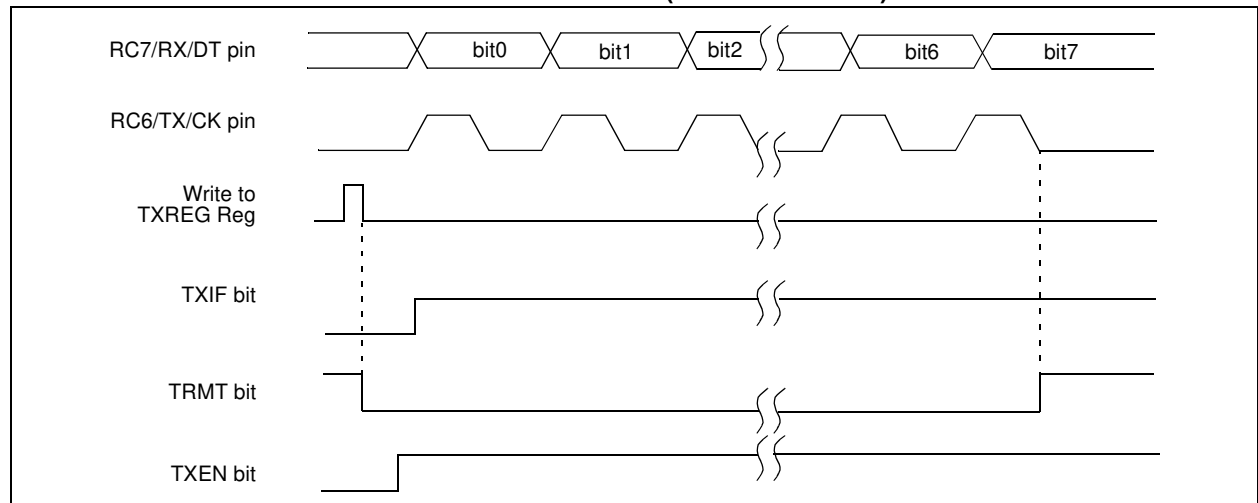 RC7/RX/DT pin
bit0
bit1
bit2
bit6
bit7
RC6/TX/CK pin
Write to
TXREG Reg
TXIF bit
TRMT bit
TXEN bit